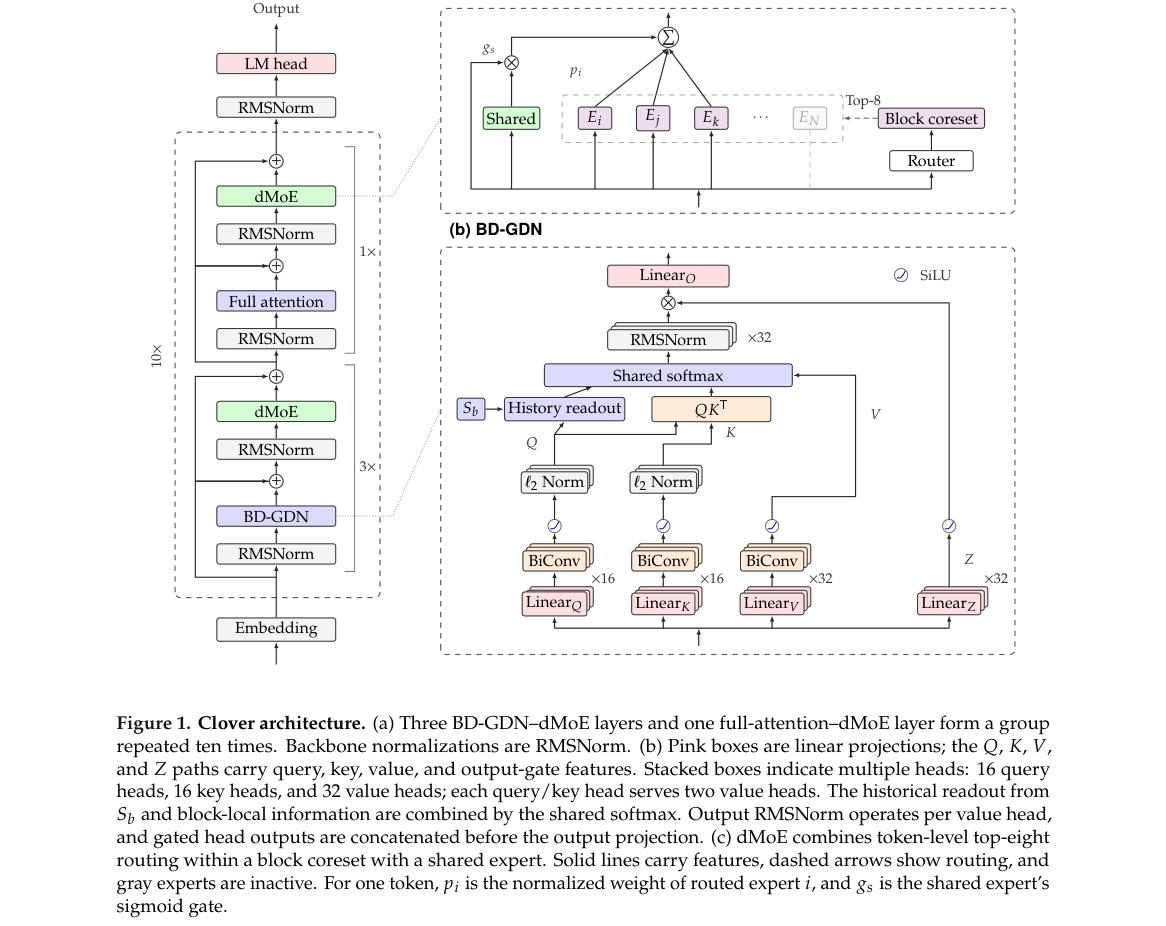 Output
LM head
RMSNorm
dMoE
RMSNorm
1×
Full attention
RMSNorm
10×
dMoE
RMSNorm
3×
BD-GDN
RMSNorm
Embedding
g_s
Σ
p_i
Shared
E_i
E_j
E_k
···
E_N
Top-8
Block coreset
Router
(b) BD-GDN
Linear_O
SiLU
RMSNorm
×32
Shared softmax
S_b
History readout
QK^T
Q
K
V
ℓ2 Norm
ℓ2 Norm
BiConv
BiConv
BiConv
Z
×16
×16
×32
×32
Linear_Q
Linear_K
Linear_V
Linear_Z
Figure 1. Clover architecture. (a) Three BD-GDN–dMoE layers and one full-attention–dMoE layer form a group
repeated ten times. Backbone normalizations are RMSNorm. (b) Pink boxes are linear projections; the Q, K, V,
and Z paths carry query, key, value, and output-gate features. Stacked boxes indicate multiple heads: 16 query
heads, 16 key heads, and 32 value heads; each query/key head serves two value heads. The historical readout from
S_b and block-local information are combined by the shared softmax. Output RMSNorm operates per value head,
and gated head outputs are concatenated before the output projection. (c) dMoE combines token-level top-eight
routing within a block coreset with a shared expert. Solid lines carry features, dashed arrows show routing, and
gray experts are inactive. For one token, p_i is the normalized weight of routed expert i, and g_s is the shared expert's
sigmoid gate.